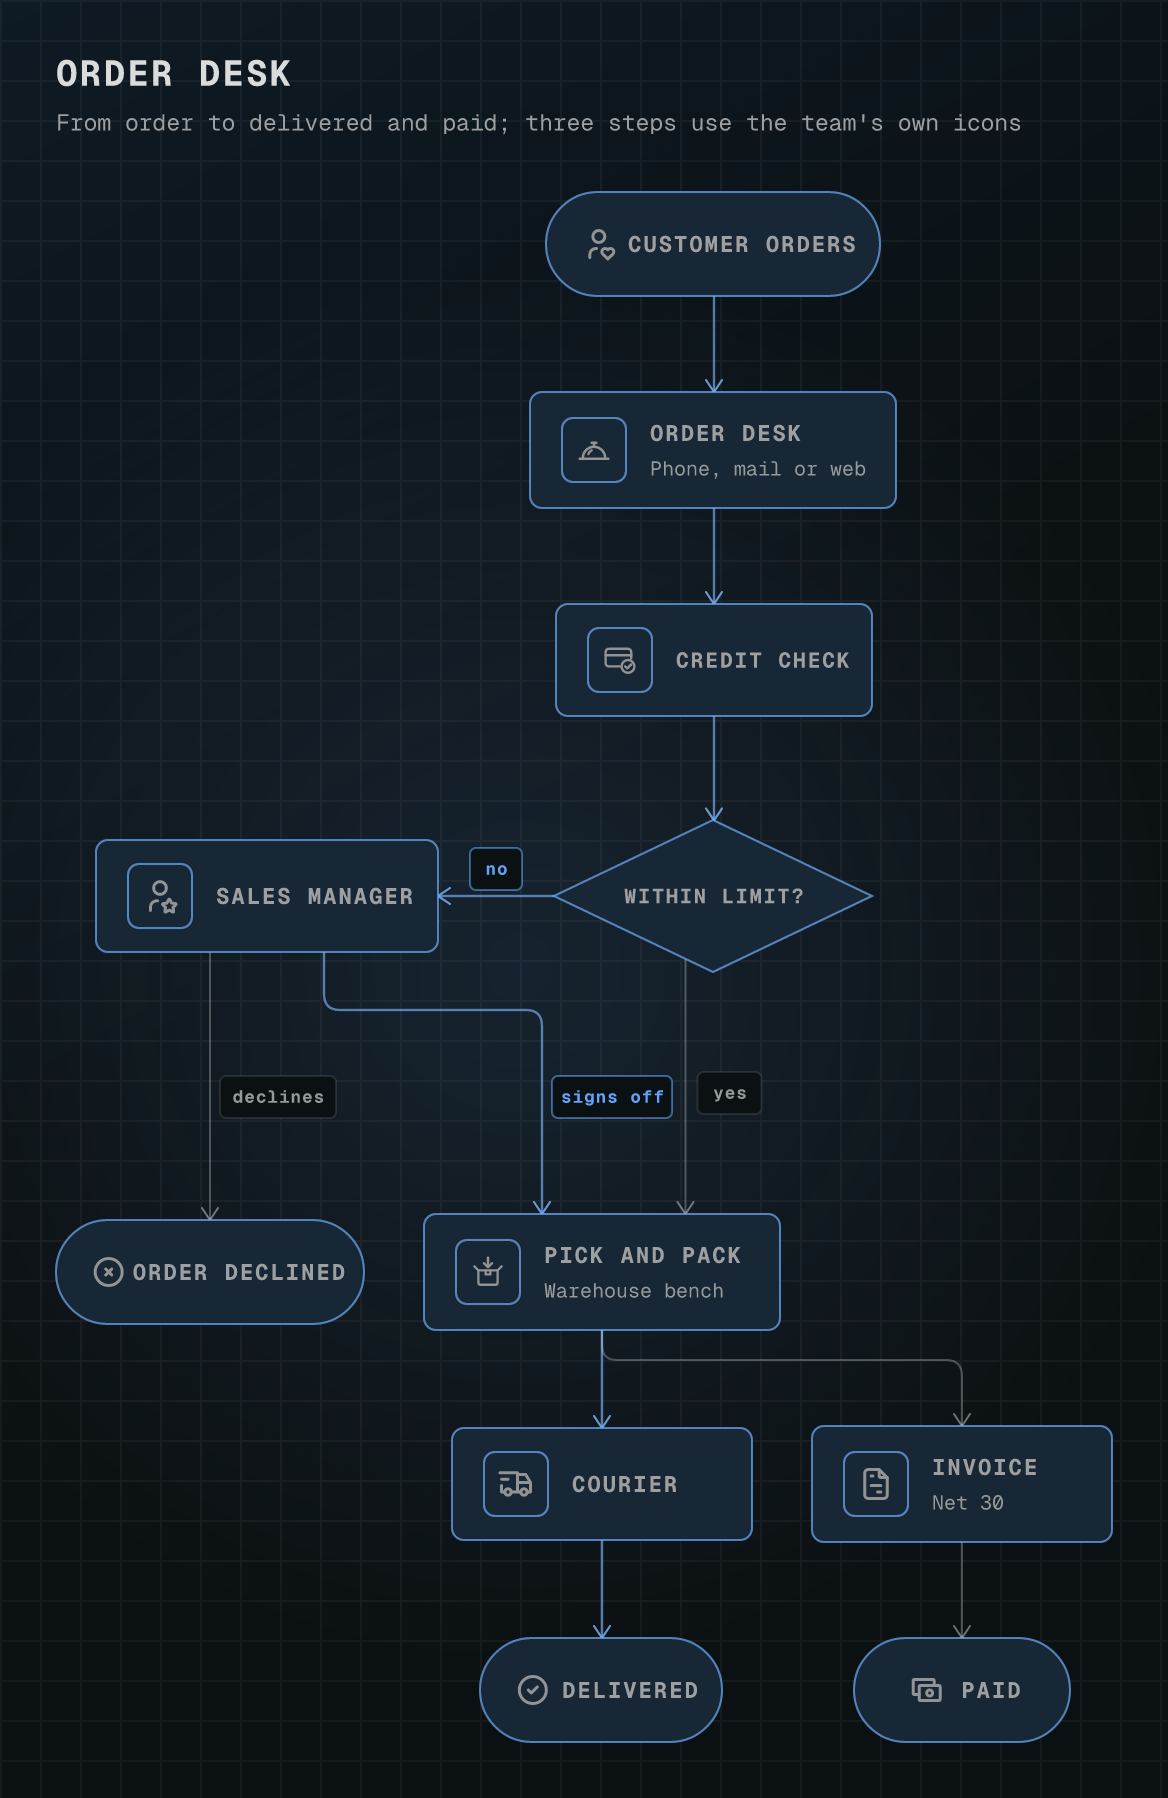 ORDER DESK
From order to delivered and paid; three steps use the team's own icons
CUSTOMER ORDERS
ORDER DESK
Phone, mail or web
CREDIT CHECK
WITHIN LIMIT?
no
SALES MANAGER
declines
signs off
yes
ORDER DECLINED
PICK AND PACK
Warehouse bench
COURIER
INVOICE
Net 30
DELIVERED
PAID